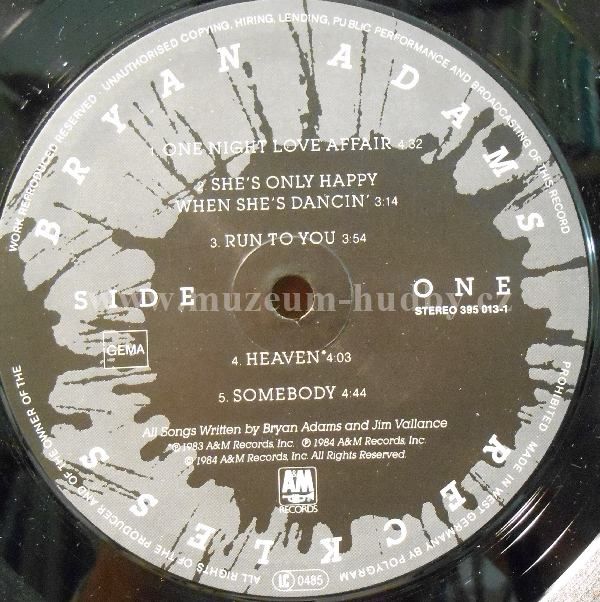 WORK REPRODUCED RESERVED · UNAUTHORISED COPYING, HIRING, LENDING, PUBLIC PERFORMANCE AND BROADCASTING OF THIS RECORD
BRYAN ADAMS
1. ONE NIGHT LOVE AFFAIR 4:32
2. SHE'S ONLY HAPPY
WHEN SHE'S DANCIN' 3:14
3. RUN TO YOU 3:54
SIDE ONE
www.muzeum-hudby.cz
STEREO 395 013-1
GEMA
4. HEAVEN* 4:03
5. SOMEBODY 4:44
All Songs Written by Bryan Adams and Jim Vallance
*℗ 1983 A&M Records, Inc. ℗ 1984 A&M Records, Inc.
© 1984 A&M Records, Inc. All Rights Reserved.
A&M
RECORDS
RECKLESS
ALL RIGHTS OF THE PRODUCER AND OF THE OWNER OF THE
LC 0485
PROHIBITED MADE IN WEST GERMANY BY POLYGRAM